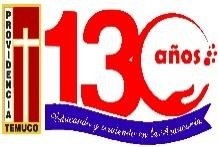 PROVIDENCIA
TEMUCO
130
años
Educando y sirviendo en la Araucanía